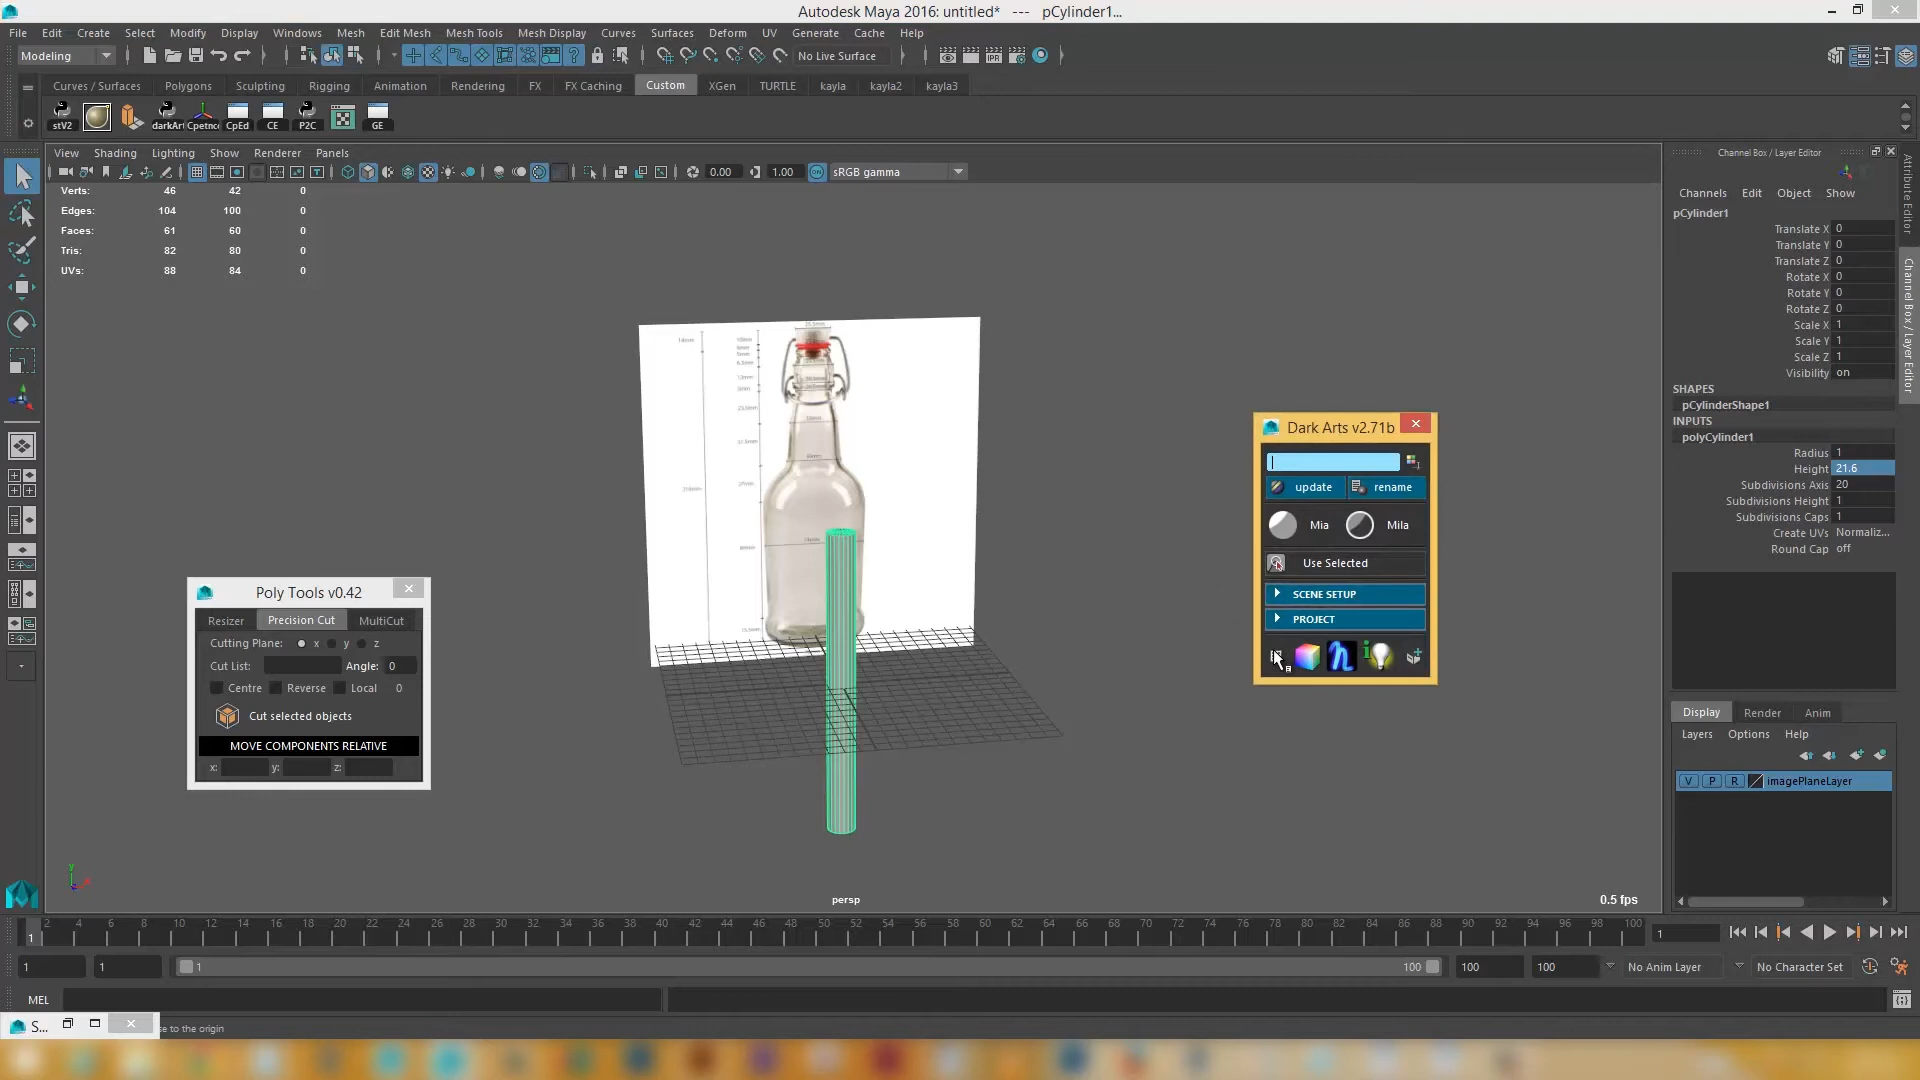 Autodesk Maya 2016: untitled* --- pCylinder1...
File Edit Create Select Modify Display Windows Mesh Edit Mesh Mesh Tools Mesh Display Curves Surfaces Deform UV Generate Cache Help
Modeling No Live Surface
Curves / Surfaces Polygons Sculpting Rigging Animation Rendering FX FX Caching Custom XGen TURTLE kayla kayla2 kayla3
stV2 darkArt Cpetnce CpEd CE P2C GE
View Shading Lighting Show Renderer Panels
0.00 1.00 ON sRGB gamma
Verts: 46 42 0
Edges: 104 100 0
Faces: 61 60 0
Tris: 82 80 0
UVs: 88 84 0
Poly Tools v0.42
Resizer Precision Cut MultiCut
Cutting Plane: x y z
Cut List: Angle: 0
Centre Reverse Local 0
Cut selected objects
MOVE COMPONENTS RELATIVE
x: y: z:
Dark Arts v2.71b
update rename
Mia Mila
Use Selected
SCENE SETUP
PROJECT
persp
0.5 fps
Channel Box / Layer Editor
Channels Edit Object Show
pCylinder1
Translate X 0
Translate Y 0
Translate Z 0
Rotate X 0
Rotate Y 0
Rotate Z 0
Scale X 1
Scale Y 1
Scale Z 1
Visibility on
SHAPES
pCylinderShape1
INPUTS
polyCylinder1
Radius 1
Height 21.6
Subdivisions Axis 20
Subdivisions Height 1
Subdivisions Caps 1
Create UVs Normaliz...
Round Cap off
Attribute Editor
Channel Box / Layer Editor
Display Render Anim
Layers Options Help
V P R imagePlaneLayer
2 4 6 8 10 12 14 16 18 20 22 24 26 28 30 32 34 36 38 40 42 44 46 48 50 52 54 56 58 60 62 64 66 68 70 72 74 76 78 80 82 84 86 88 90 92 94 96 98 100
1 1
1 1 1 100 100 100 No Anim Layer No Character Set
MEL
S... se to the origin